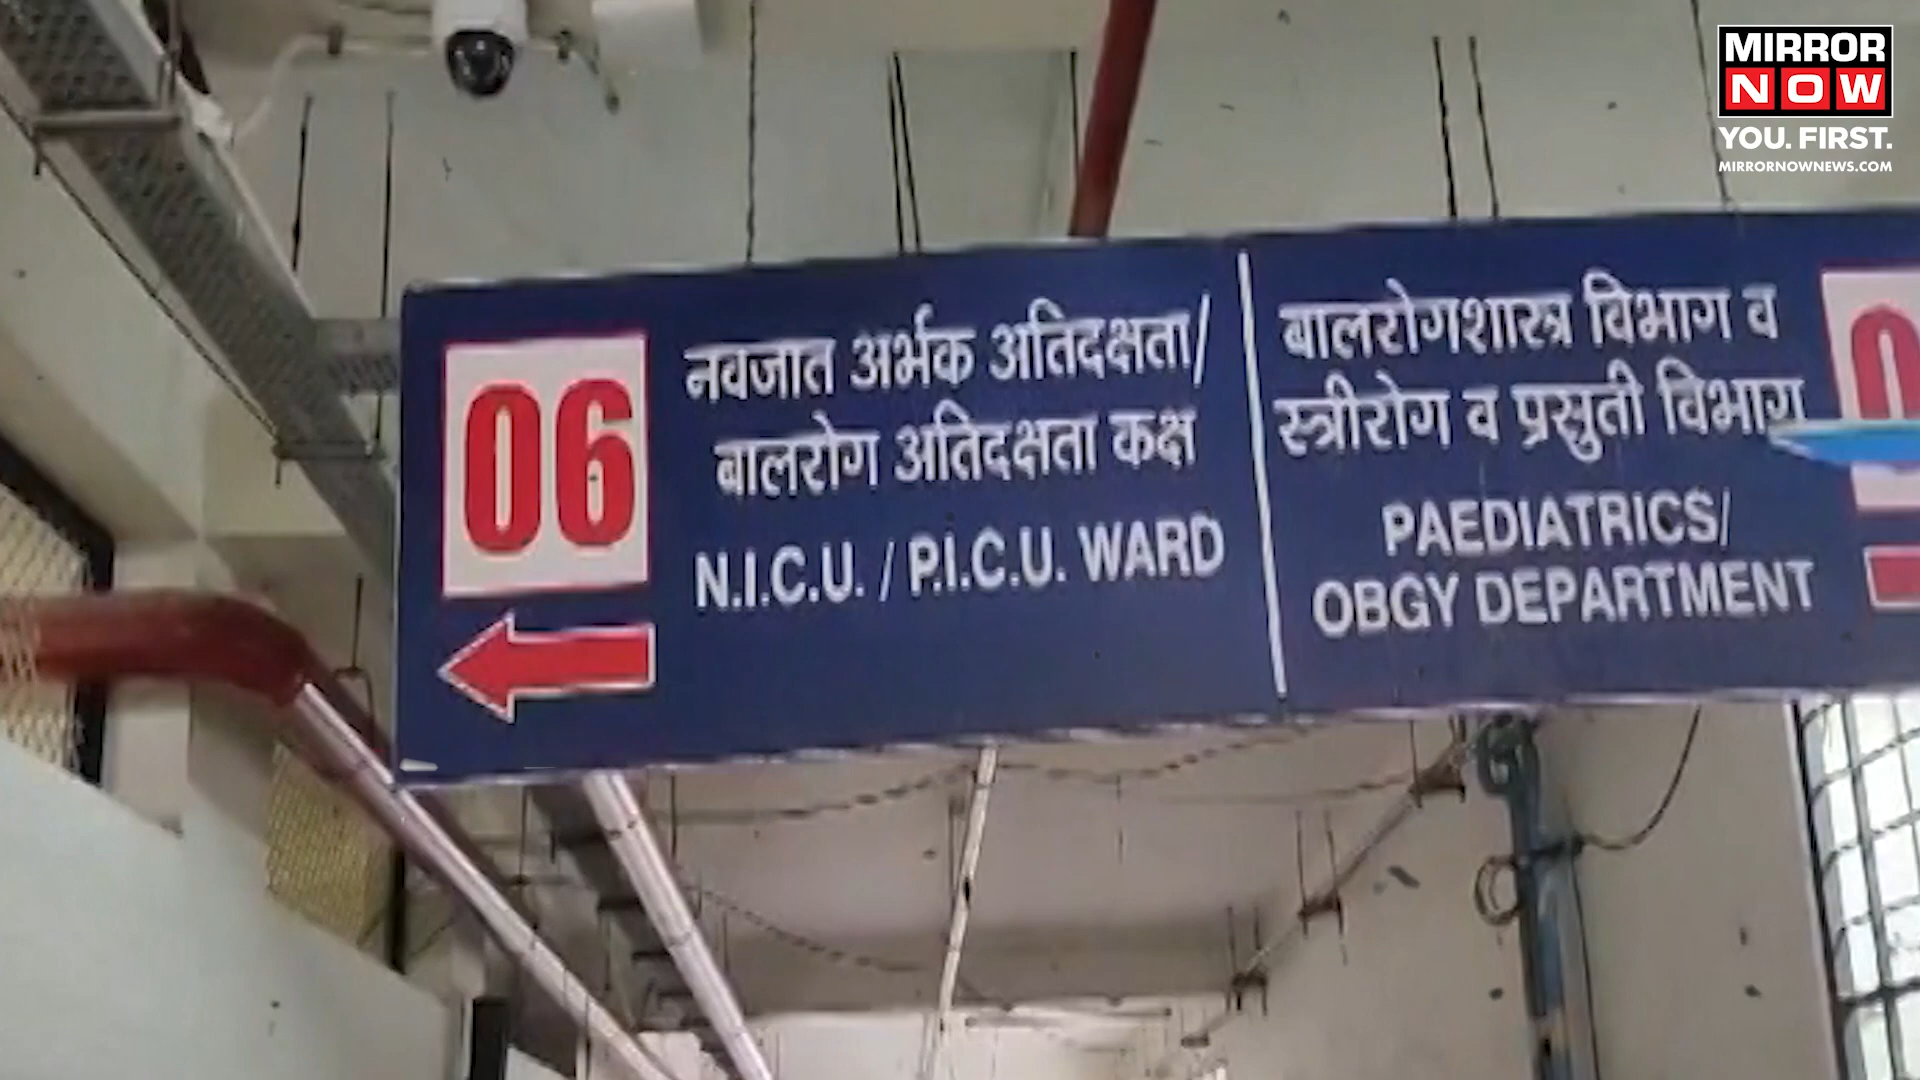 MIRROR
NOW
YOU. FIRST.
MIRRORNOWNEWS.COM
06
नवजात अर्भक अतिदक्षता/
बालरोग अतिदक्षता कक्ष
N.I.C.U. / P.I.C.U. WARD
बालरोगशास्त्र विभाग व
स्त्रीरोग व प्रसुती विभाग
PAEDIATRICS/
OBGY DEPARTMENT
0